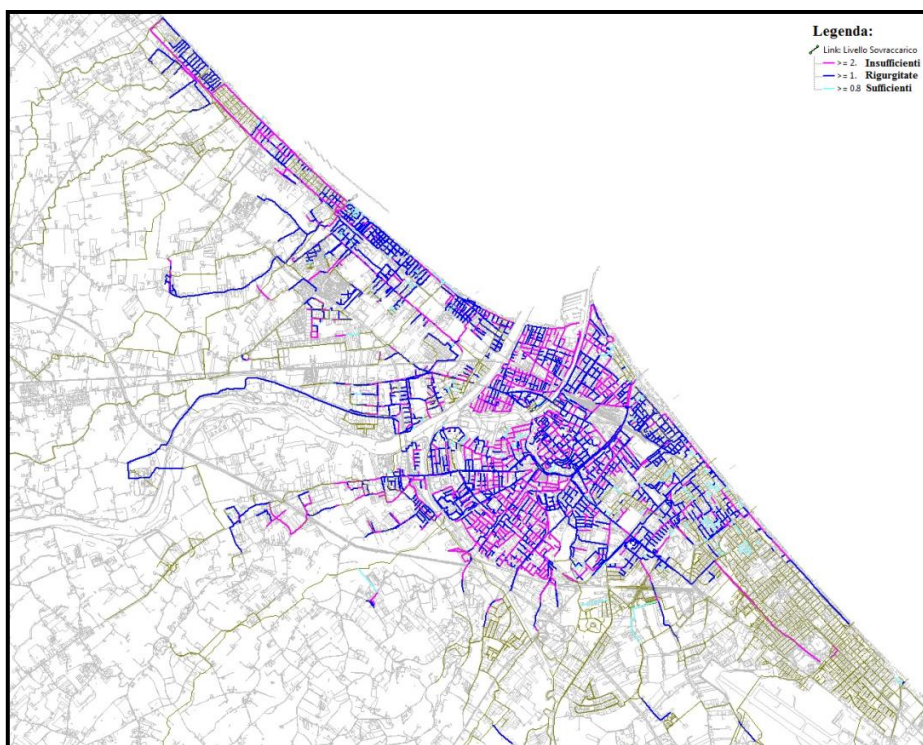 Legenda:
Link: Livello Sovraccarico
>= 2. Insufficienti
>= 1. Rigurgitate
>= 0.8 Sufficienti